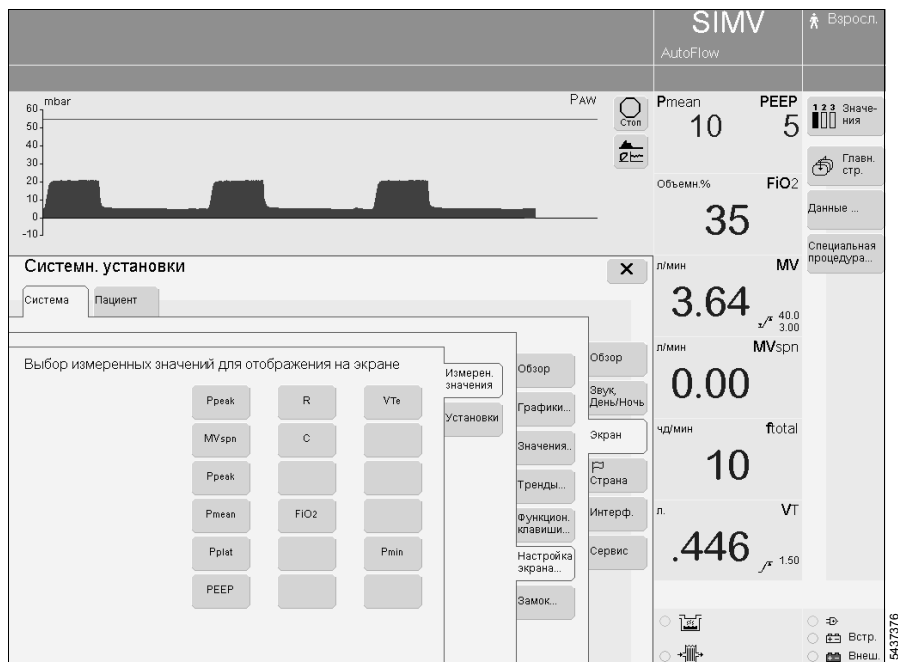 SIMV
AutoFlow
Взросл.
mbar
Paw
60
50
40
30
20
10
0
-10
Стоп
Pmean
PEEP
10
5
Объемн.%
FiO2
35
л/мин
MV
3.64
40.0
3.00
л/мин
MVspn
0.00
чд/мин
ftotal
10
л.
VT
.446
1.50
1 2 3 Значе-
ния
Главн.
стр.
Данные ...
Специальная
процедура...
Системн. установки
X
Система
Пациент
Выбор измеренных значений для отображения на экране
Ppeak
R
VTe
MVspn
C
Ppeak
Pmean
FiO2
Pplat
Pmin
PEEP
Измерен.
значения
Установки
Обзор
Графики...
Значения..
Тренды...
Функцион.
клавиши...
Настройка
экрана...
Замок...
Обзор
Звук,
День/Ночь
Экран
Страна
Интерф.
Сервис
Встр.
Внеш.
5437376